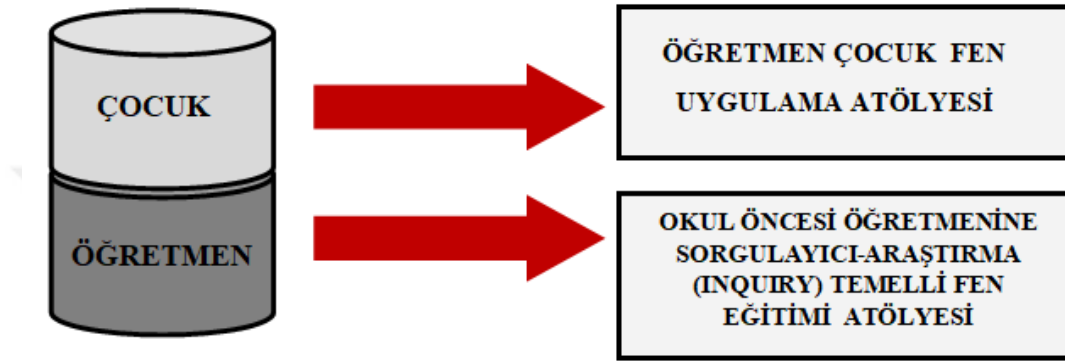 ÇOCUK
ÖĞRETMEN
ÖĞRETMEN ÇOCUK FEN
UYGULAMA ATÖLYESİ
OKUL ÖNCESİ ÖĞRETMENİNE
SORGULAYICI-ARAŞTIRMA
(INQUIRY) TEMELLİ FEN
EĞİTİMİ ATÖLYESİ